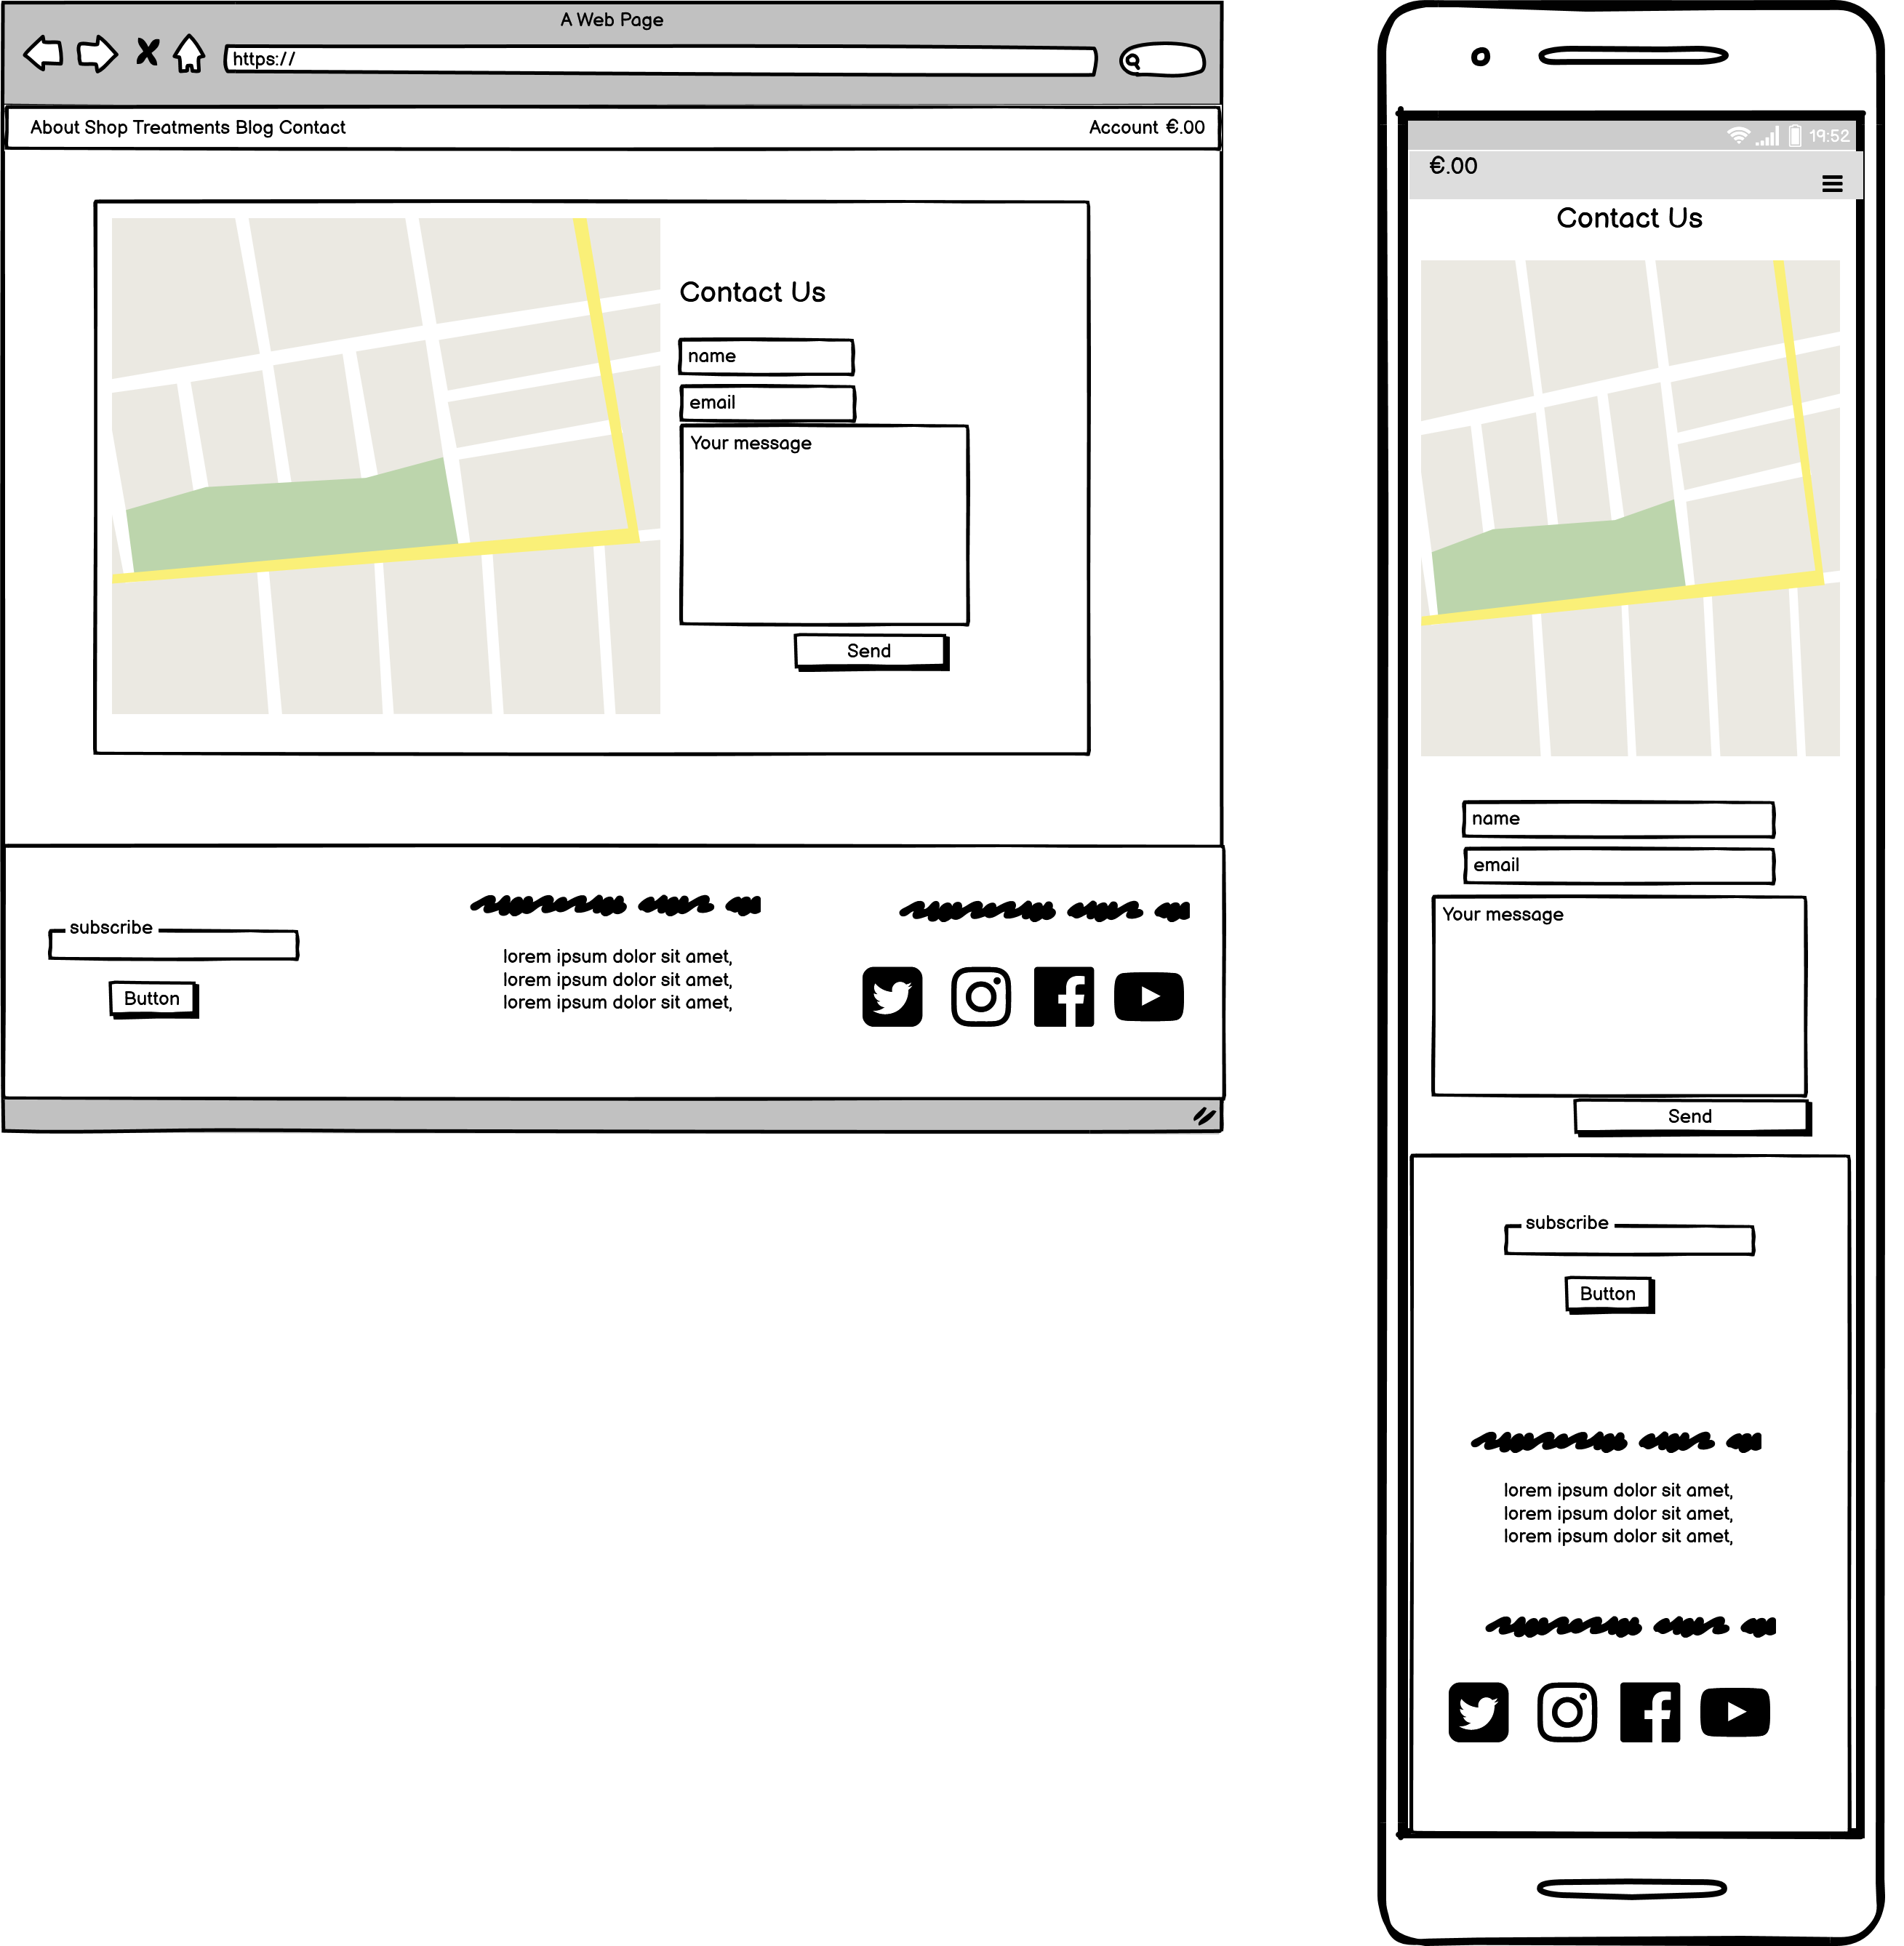 A Web Page
https://
About Shop Treatments Blog Contact
Account €.00
Contact Us
name
email
Your message
Send
subscribe
Button
lorem ipsum dolor sit amet,
lorem ipsum dolor sit amet,
lorem ipsum dolor sit amet,
19:52
€.00
Contact Us
name
email
Your message
Send
subscribe
Button
lorem ipsum dolor sit amet,
lorem ipsum dolor sit amet,
lorem ipsum dolor sit amet,